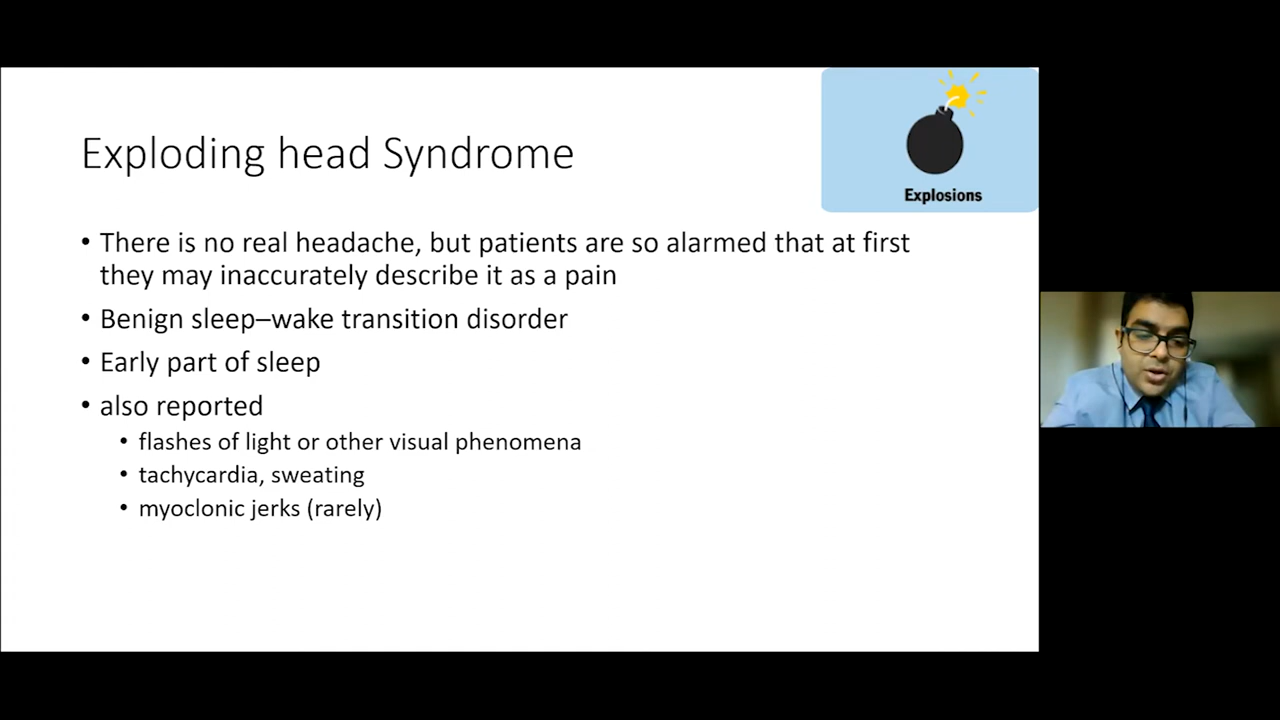 Explosions
Exploding head Syndrome
• There is no real headache, but patients are so alarmed that at first
they may inaccurately describe it as a pain
• Benign sleep–wake transition disorder
• Early part of sleep
• also reported
• flashes of light or other visual phenomena
• tachycardia, sweating
• myoclonic jerks (rarely)